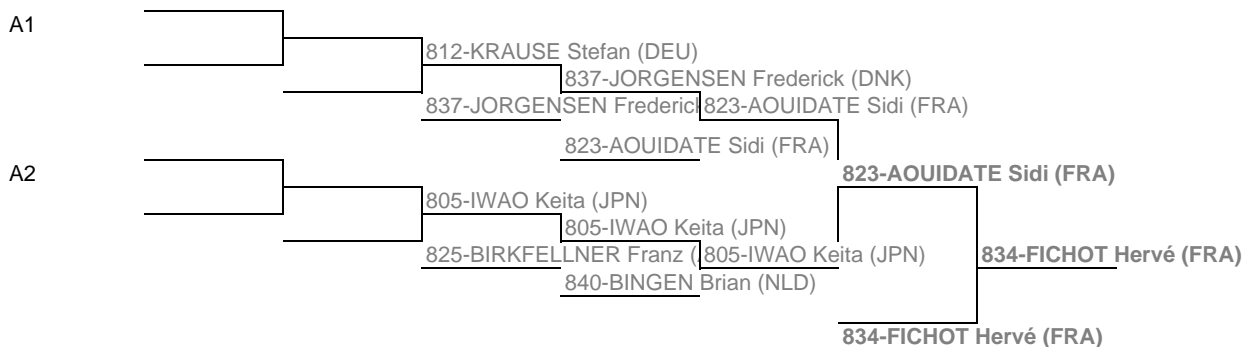 A1
812-KRAUSE Stefan (DEU)
837-JORGENSEN Frederick (DNK)
837-JORGENSEN Frederick
823-AOUIDATE Sidi (FRA)
823-AOUIDATE Sidi (FRA)
A2
823-AOUIDATE Sidi (FRA)
805-IWAO Keita (JPN)
805-IWAO Keita (JPN)
825-BIRKFELLNER Franz (
805-IWAO Keita (JPN)
834-FICHOT Hervé (FRA)
840-BINGEN Brian (NLD)
834-FICHOT Hervé (FRA)